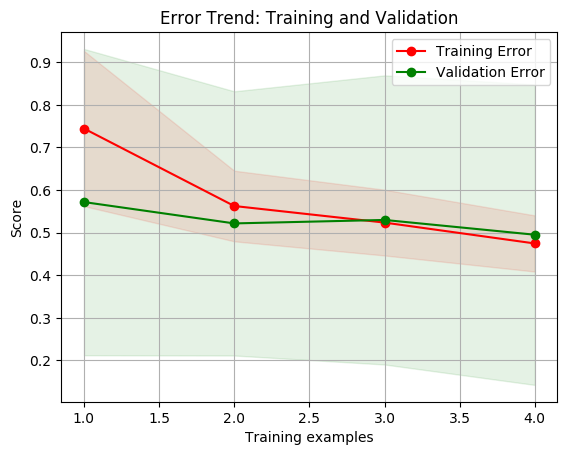 Error Trend: Training and Validation
Training Error
Validation Error
Score
0.9
0.8
0.7
0.6
0.5
0.4
0.3
0.2
1.0 1.5 2.0 2.5 3.0 3.5 4.0
Training examples